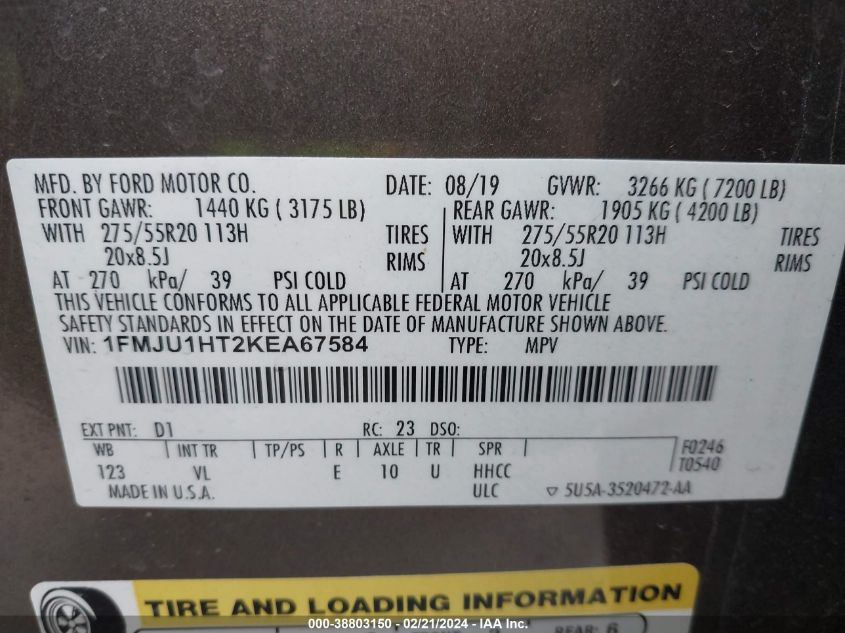 MFD. BY FORD MOTOR CO. DATE: 08/19 GVWR: 3266 KG ( 7200 LB)
FRONT GAWR: 1440 KG ( 3175 LB) REAR GAWR: 1905 KG ( 4200 LB)
WITH 275/55R20 113H TIRES WITH 275/55R20 113H TIRES
20x8.5J RIMS 20x8.5J RIMS
AT 270 kPa/ 39 PSI COLD AT 270 kPa/ 39 PSI COLD
THIS VEHICLE CONFORMS TO ALL APPLICABLE FEDERAL MOTOR VEHICLE
SAFETY STANDARDS IN EFFECT ON THE DATE OF MANUFACTURE SHOWN ABOVE.
VIN: 1FMJU1HT2KEA67584 TYPE: MPV
EXT PNT: D1 RC: 23 DSO:
WB INT TR TP/PS R AXLE TR SPR F0246
123 VL E 10 U HHCC T0540
MADE IN U.S.A. ULC ▽ 5U5A-3520472-AA
TIRE AND LOADING INFORMATION
REAR: 6
000-38803150 - 02/21/2024 - IAA Inc.